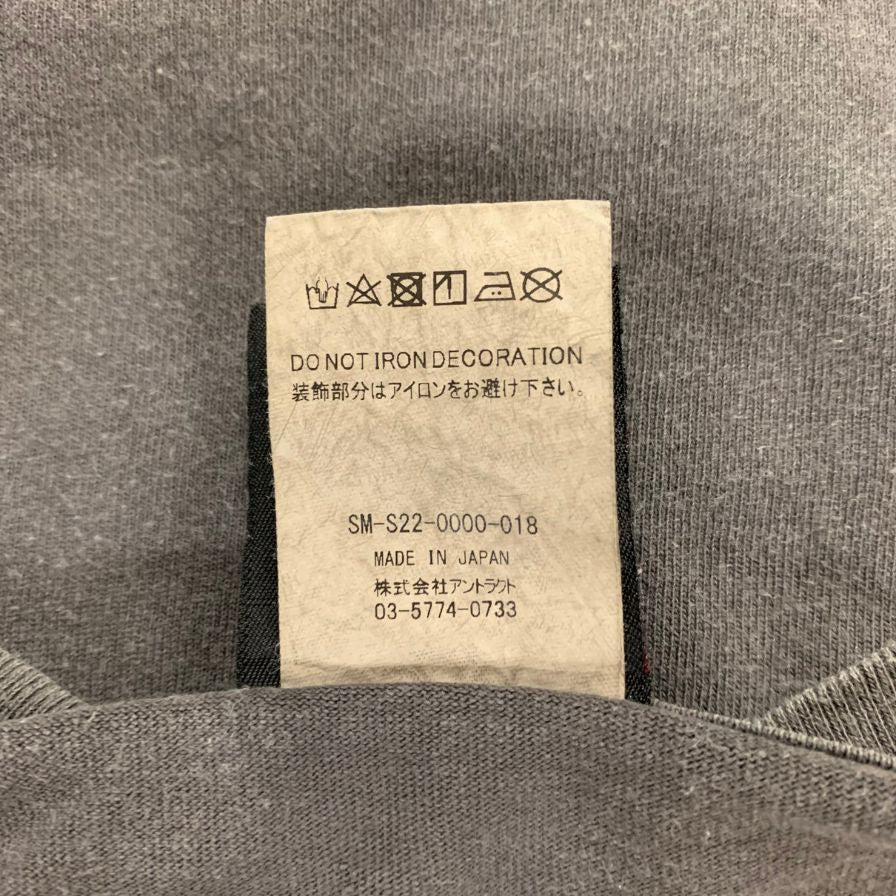 DO NOT IRON DECORATION
装飾部分はアイロンをお避け下さい。
SM-S22-0000-018
MADE IN JAPAN
株式会社アントラクト
03-5774-0733